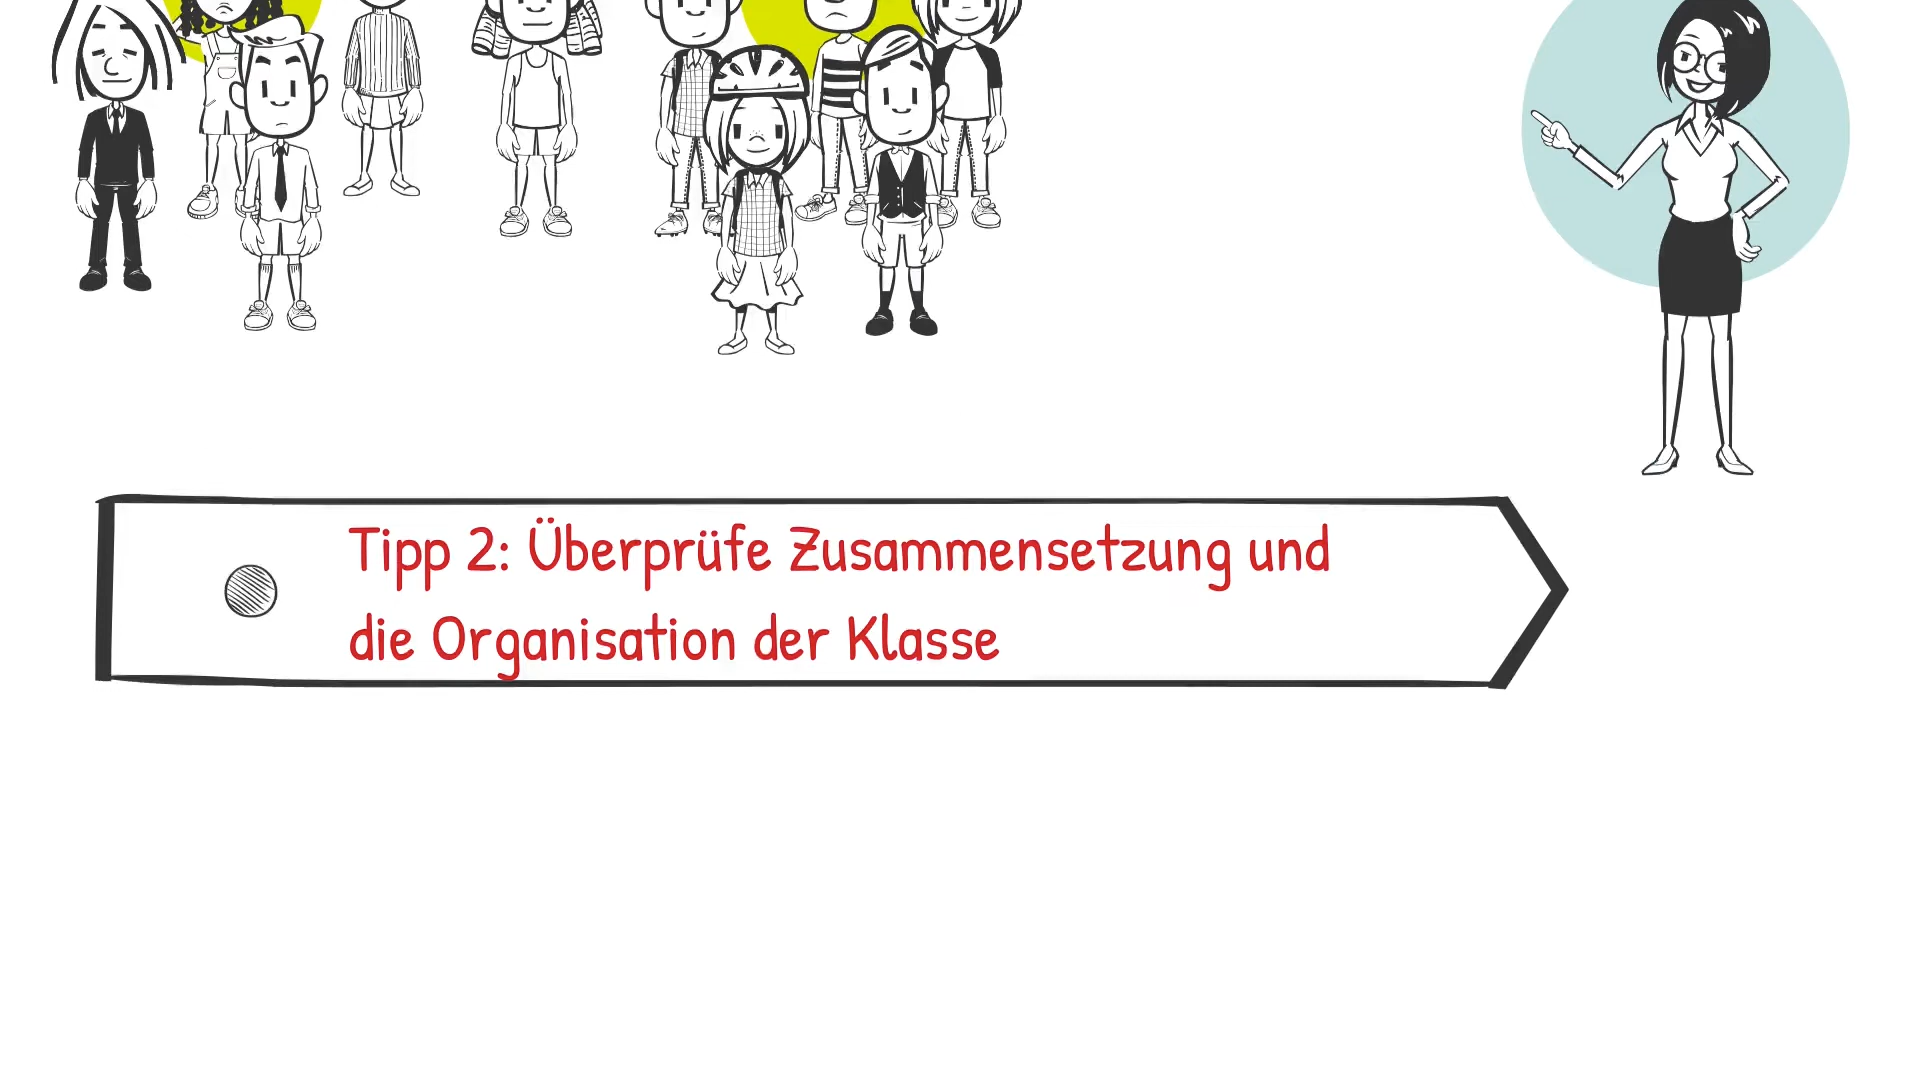 Tipp 2: Überprüfe Zusammensetzung und
die Organisation der Klasse